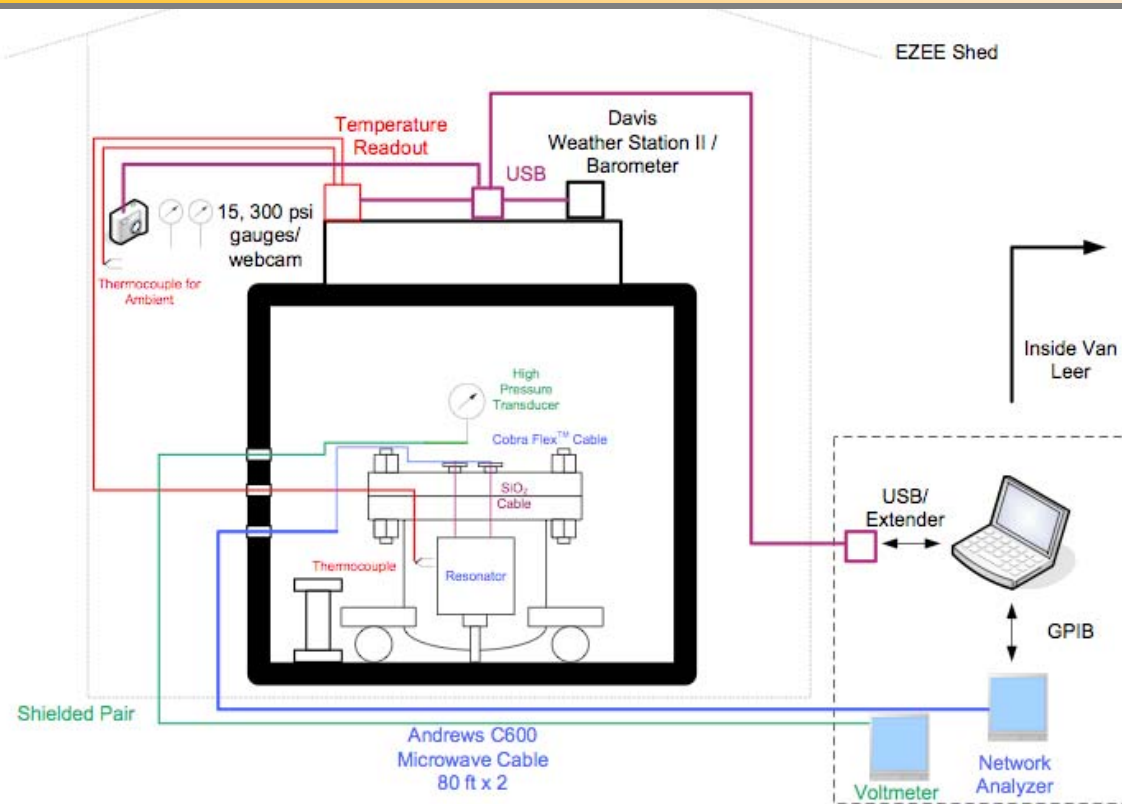 EZEE Shed
Temperature
Readout
USB
Davis
Weather Station II /
Barometer
15, 300 psi
gauges/
webcam
Thermocouple for
Ambient
Inside Van
Leer
High
Pressure
Transducer
Cobra Flex™ Cable
SiO₂
Cable
Thermocouple
Resonator
USB/
Extender
GPIB
Shielded Pair
Andrews C600
Microwave Cable
80 ft x 2
Voltmeter
Network
Analyzer